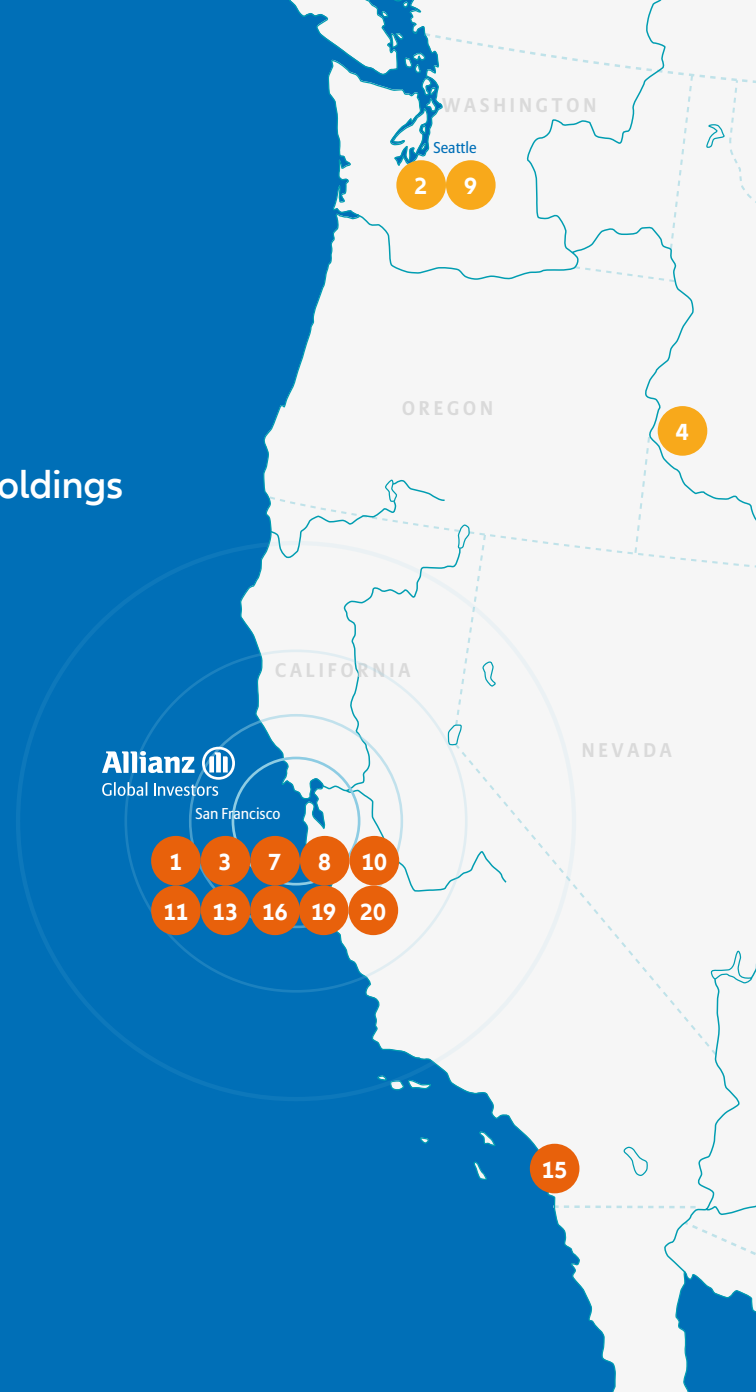 WASHINGTON
Seattle
2 9
OREGON
4
oldings
CALIFORNIA
NEVADA
Allianz
Global Investors
San Francisco
1 3 7 8 10
11 13 16 19 20
15